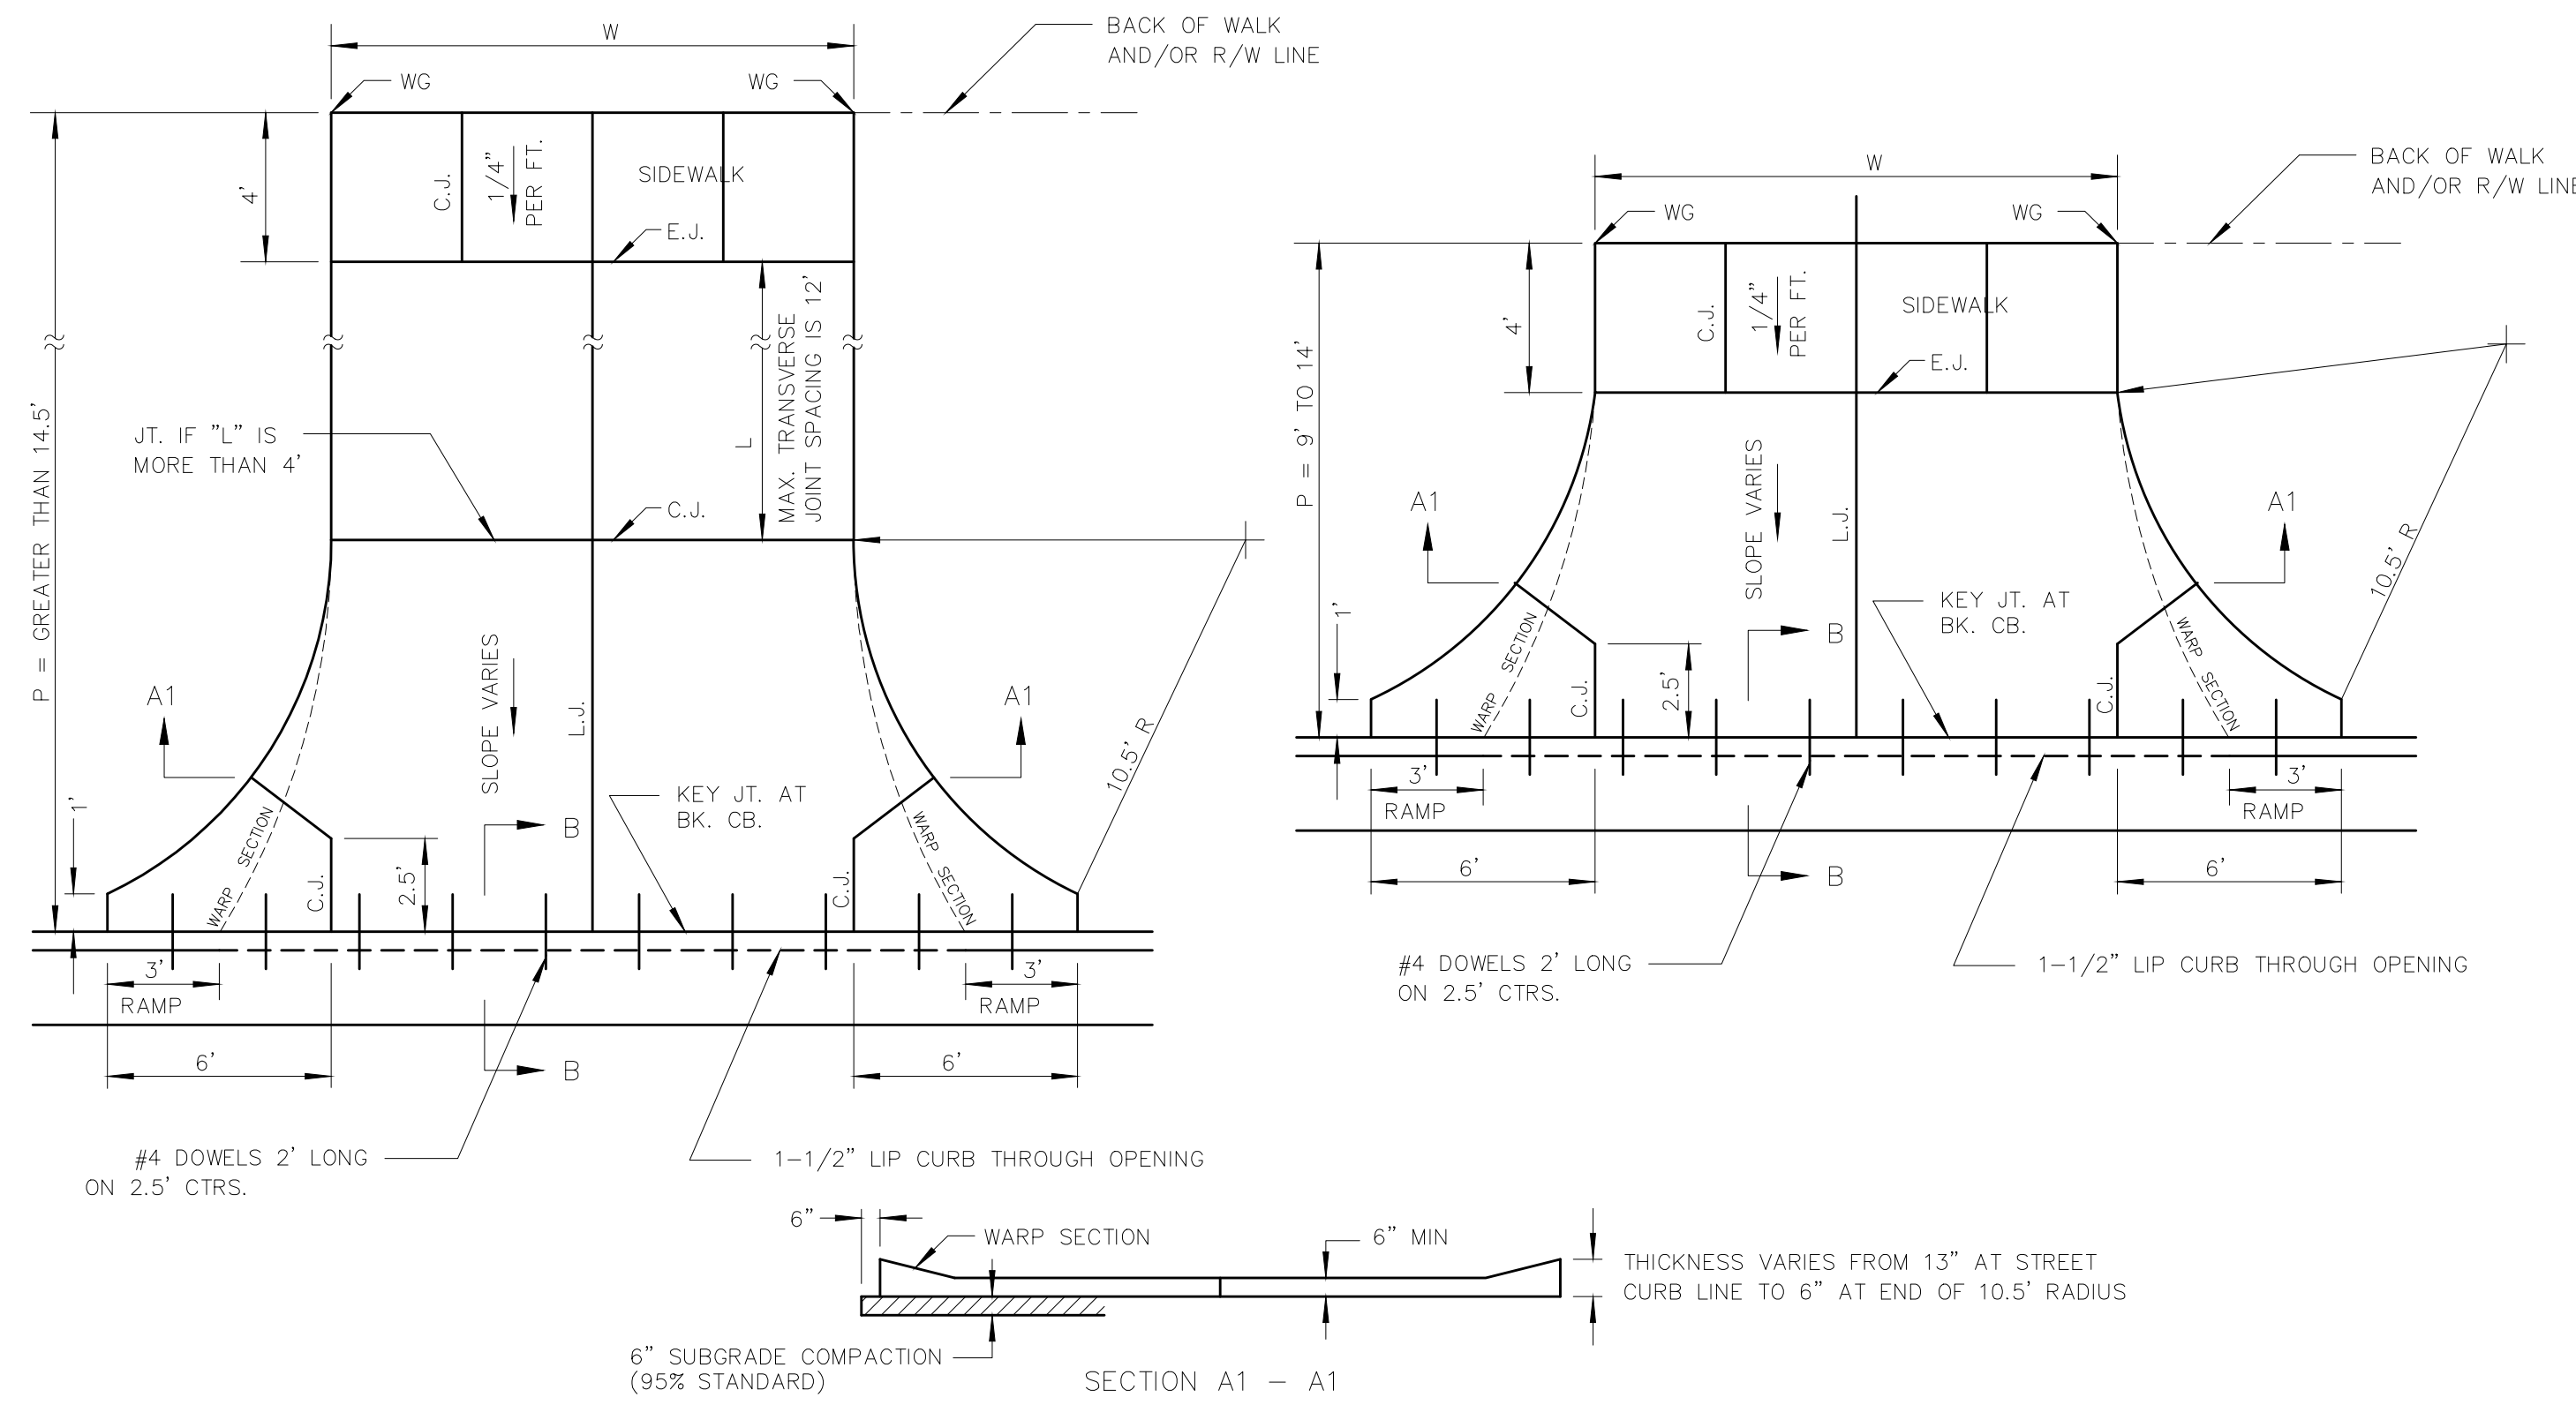 W
WG
WG
BACK OF WALK
AND/OR R/W LINE
4'
C.J.
1/4"
PER FT.
SIDEWALK
E.J.
P = GREATER THAN 14.5'
JT. IF "L" IS
MORE THAN 4'
L
MAX. TRANSVERSE
JOINT SPACING IS 12'
C.J.
A1
A1
SLOPE VARIES
L.J.
10.5' R
1'
WARP SECTION
C.J.
2.5'
B
KEY JT. AT
BK. CB.
C.J.
WARP SECTION
3'
RAMP
3'
RAMP
6'
B
6'
#4 DOWELS 2' LONG
ON 2.5' CTRS.
1-1/2" LIP CURB THROUGH OPENING
W
WG
WG
BACK OF WALK
AND/OR R/W LINE
4'
C.J.
1/4"
PER FT.
SIDEWALK
E.J.
P = 9' TO 14'
A1
A1
SLOPE VARIES
L.J.
10.5' R
1'
WARP SECTION
C.J.
2.5'
B
KEY JT. AT
BK. CB.
C.J.
WARP SECTION
3'
RAMP
3'
RAMP
6'
B
6'
#4 DOWELS 2' LONG
ON 2.5' CTRS.
1-1/2" LIP CURB THROUGH OPENING
6"
WARP SECTION
6" MIN
THICKNESS VARIES FROM 13" AT STREET
CURB LINE TO 6" AT END OF 10.5' RADIUS
6" SUBGRADE COMPACTION
(95% STANDARD)
SECTION A1 - A1